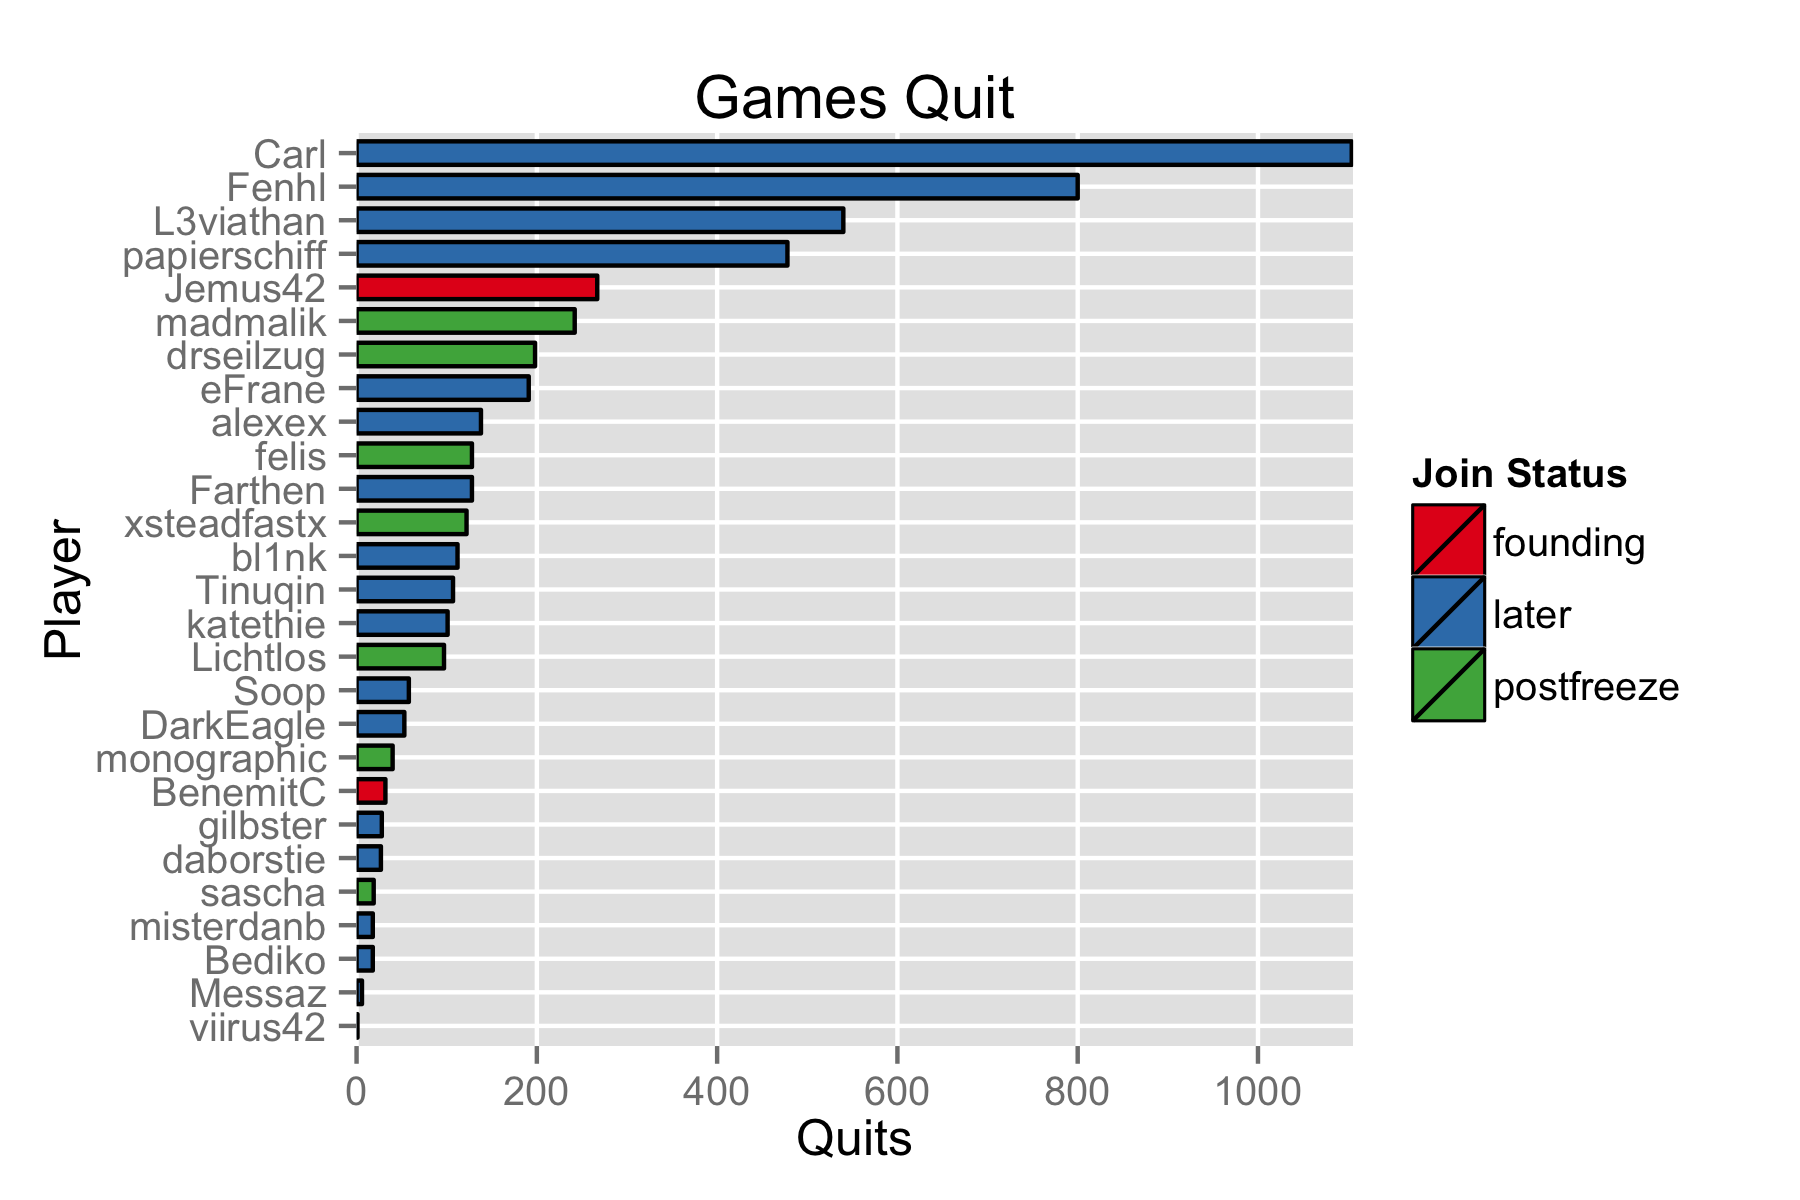 Games Quit
Carl
Fenhl
L3viathan
papierschiff
Jemus42
madmalik
drseilzug
eFrane
alexex
felis
Farthen
xsteadfastx
bl1nk
Tinuqin
katethie
Lichtlos
Soop
DarkEagle
monographic
BenemitC
gilbster
daborstie
sascha
misterdanb
Bediko
Messaz
viirus42
Player
0 200 400 600 800 1000
Quits
Join Status
founding
later
postfreeze